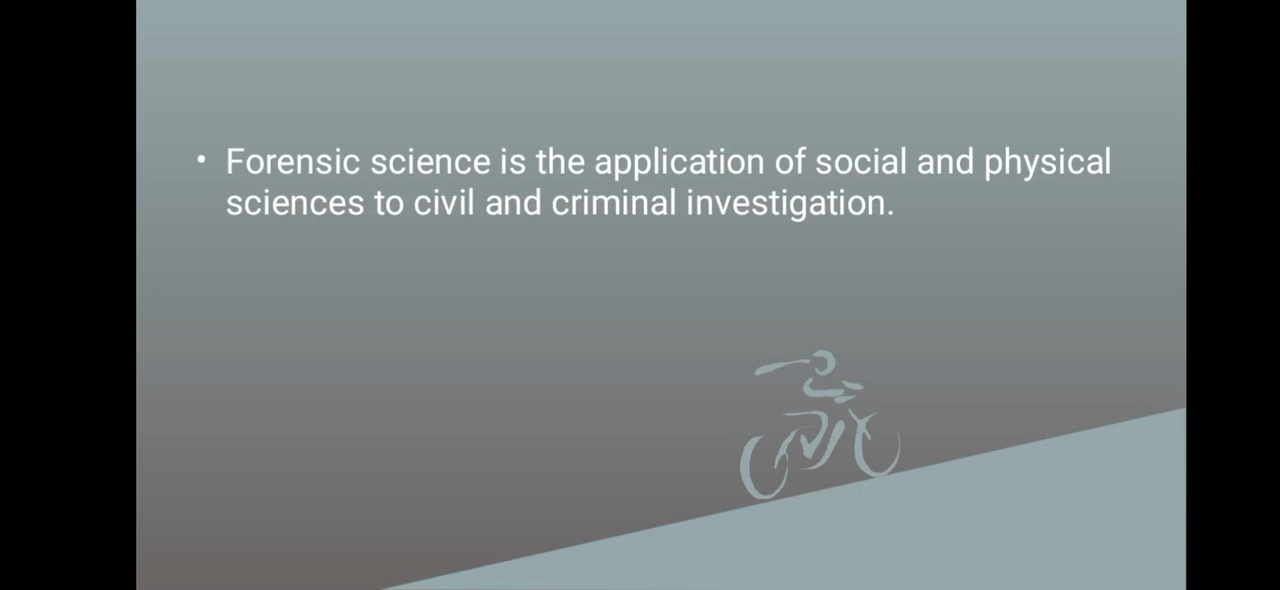 • Forensic science is the application of social and physical
sciences to civil and criminal investigation.